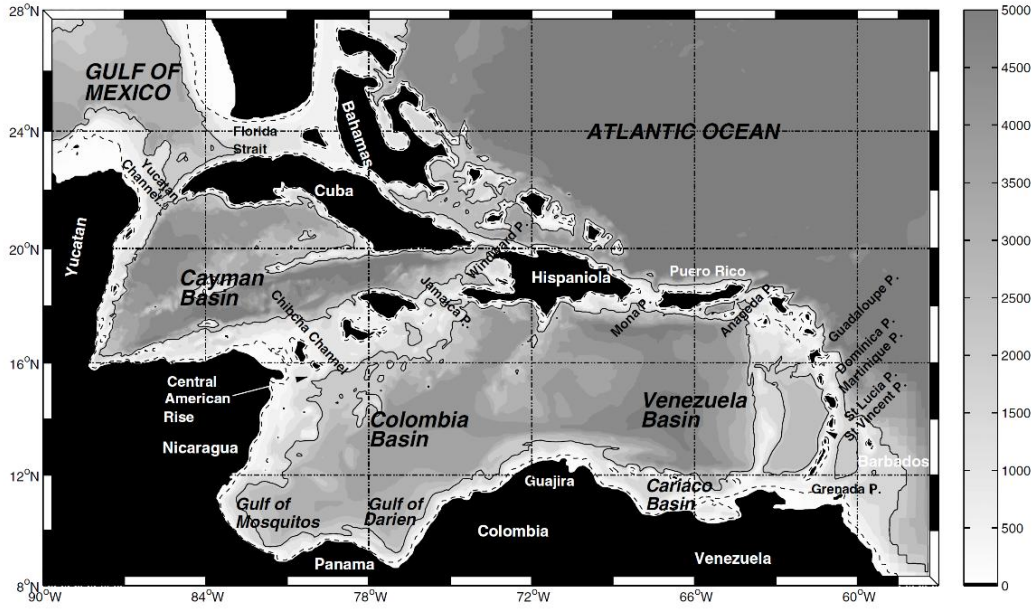 28°N
24°N
20°N
16°N
12°N
8°N
90°W
84°W
78°W
72°W
66°W
60°W
5000
4500
4000
3500
3000
2500
2000
1500
1000
500
0
GULF OF
MEXICO
Florida
Strait
Bahamas
ATLANTIC OCEAN
Yucatan
Channel
Cuba
Yucatan
Cayman
Basin
Windward P.
Hispaniola
Puero Rico
Jamaca P.
Mona P.
Anageda P.
Guadaloupe P.
Dominica P.
Martinique P.
St Lucia P.
St Vincent P.
Chibcha Channel
Central
American
Rise
Nicaragua
Colombia
Basin
Venezuela
Basin
Barbados
Grenada P.
Cariaco
Basin
Guajira
Gulf of
Mosquitos
Gulf of
Darien
Colombia
Panama
Venezuela